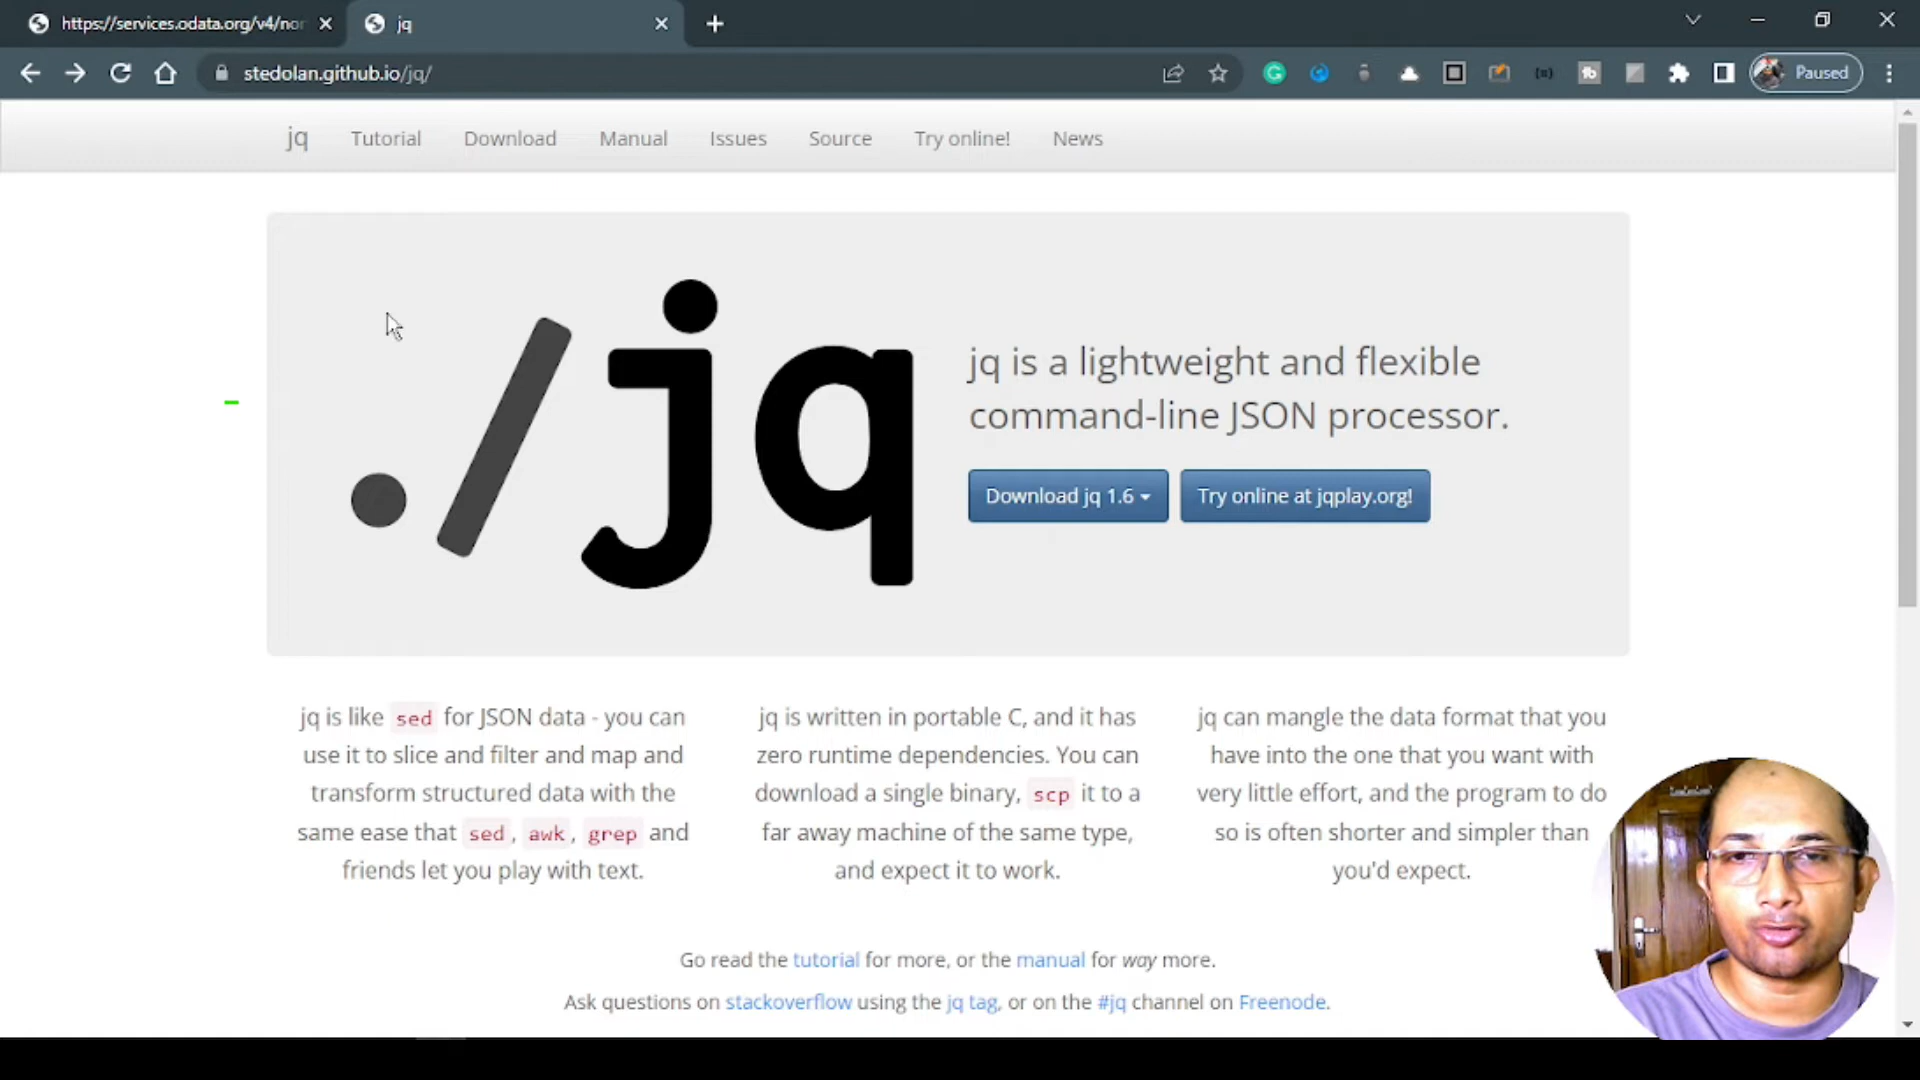 https://services.odata.org/v4/nor
jq
stedolan.github.io/jq/
Paused
jq Tutorial Download Manual Issues Source Try online! News
./jq
jq is a lightweight and flexible
command-line JSON processor.
Download jq 1.6
Try online at jqplay.org!
jq is like sed for JSON data - you can
use it to slice and filter and map and
transform structured data with the
same ease that sed, awk, grep and
friends let you play with text.
jq is written in portable C, and it has
zero runtime dependencies. You can
download a single binary, scp it to a
far away machine of the same type,
and expect it to work.
jq can mangle the data format that you
have into the one that you want with
very little effort, and the program to do
so is often shorter and simpler than
you'd expect.
Go read the tutorial for more, or the manual for way more.
Ask questions on stackoverflow using the jq tag, or on the #jq channel on Freenode.